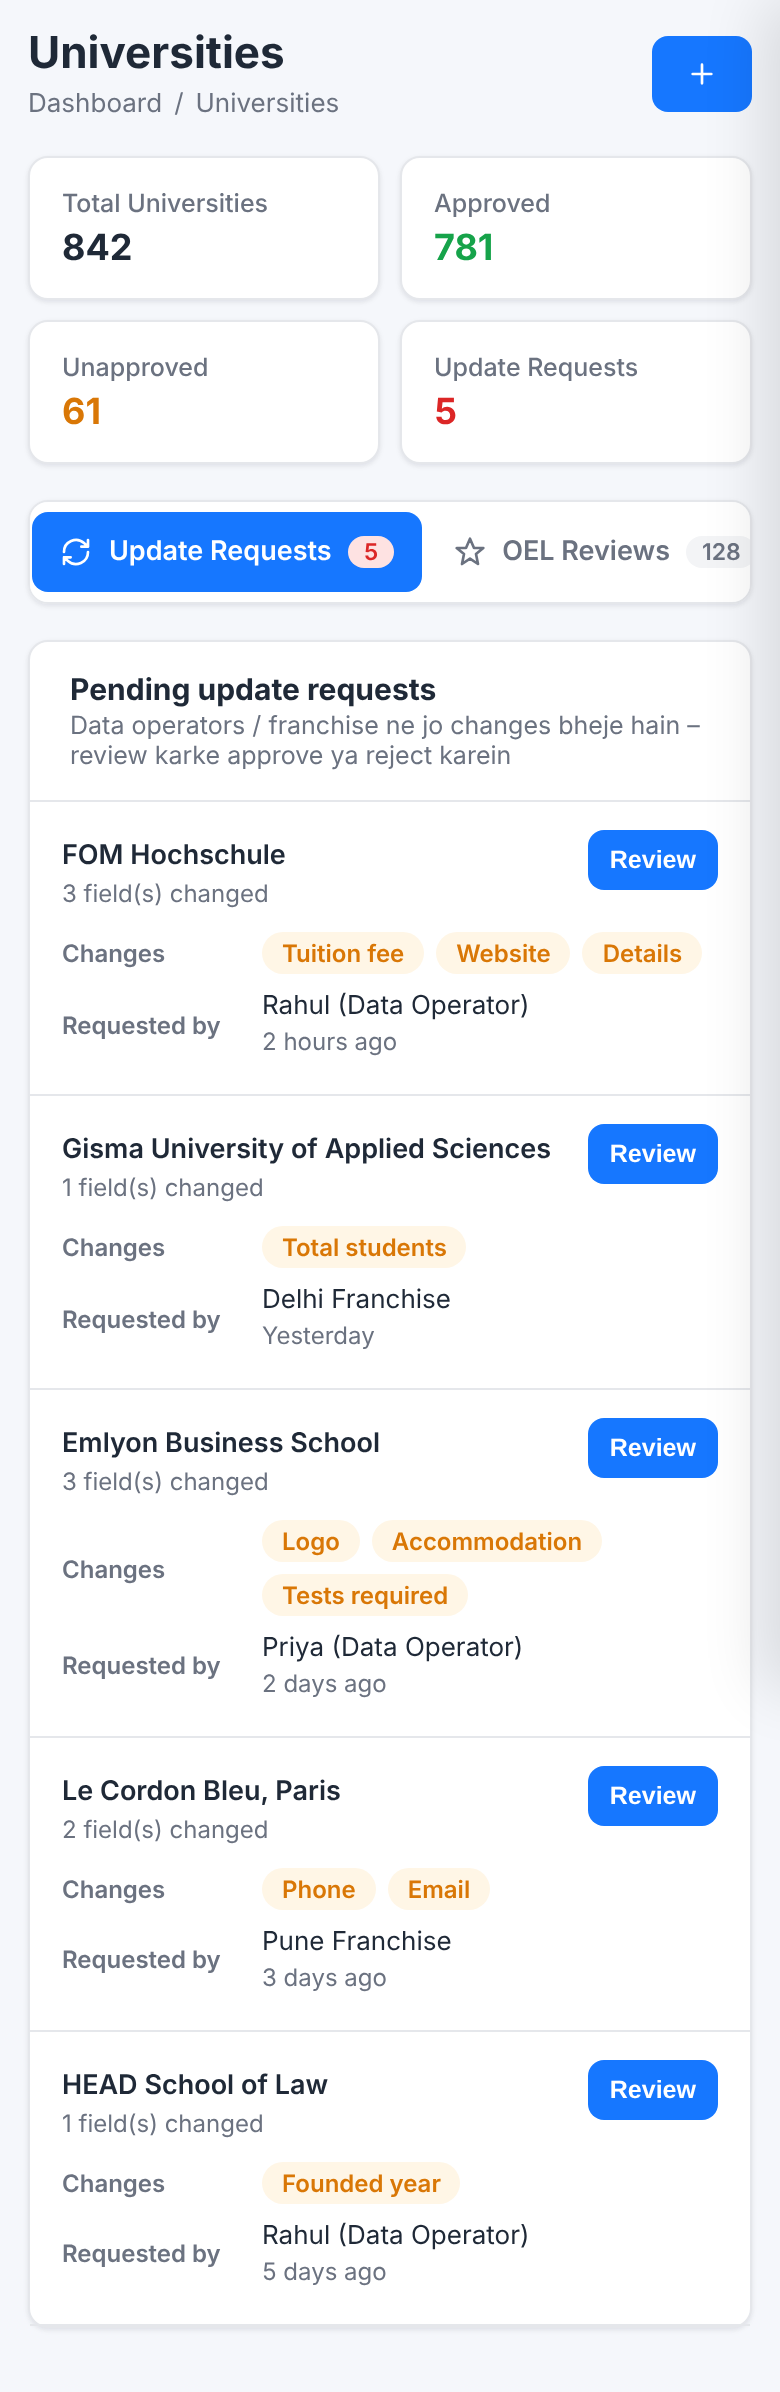 Universities
Dashboard / Universities
Total Universities
842
Approved
781
Unapproved
61
Update Requests
5
Update Requests 5
OEL Reviews 128
Pending update requests
Data operators / franchise ne jo changes bheje hain –
review karke approve ya reject karein
FOM Hochschule
Review
3 field(s) changed
Changes Tuition fee Website Details
Requested by Rahul (Data Operator)
2 hours ago
Gisma University of Applied Sciences
Review
1 field(s) changed
Changes Total students
Requested by Delhi Franchise
Yesterday
Emlyon Business School
Review
3 field(s) changed
Changes Logo Accommodation
Tests required
Requested by Priya (Data Operator)
2 days ago
Le Cordon Bleu, Paris
Review
2 field(s) changed
Changes Phone Email
Requested by Pune Franchise
3 days ago
HEAD School of Law
Review
1 field(s) changed
Changes Founded year
Requested by Rahul (Data Operator)
5 days ago